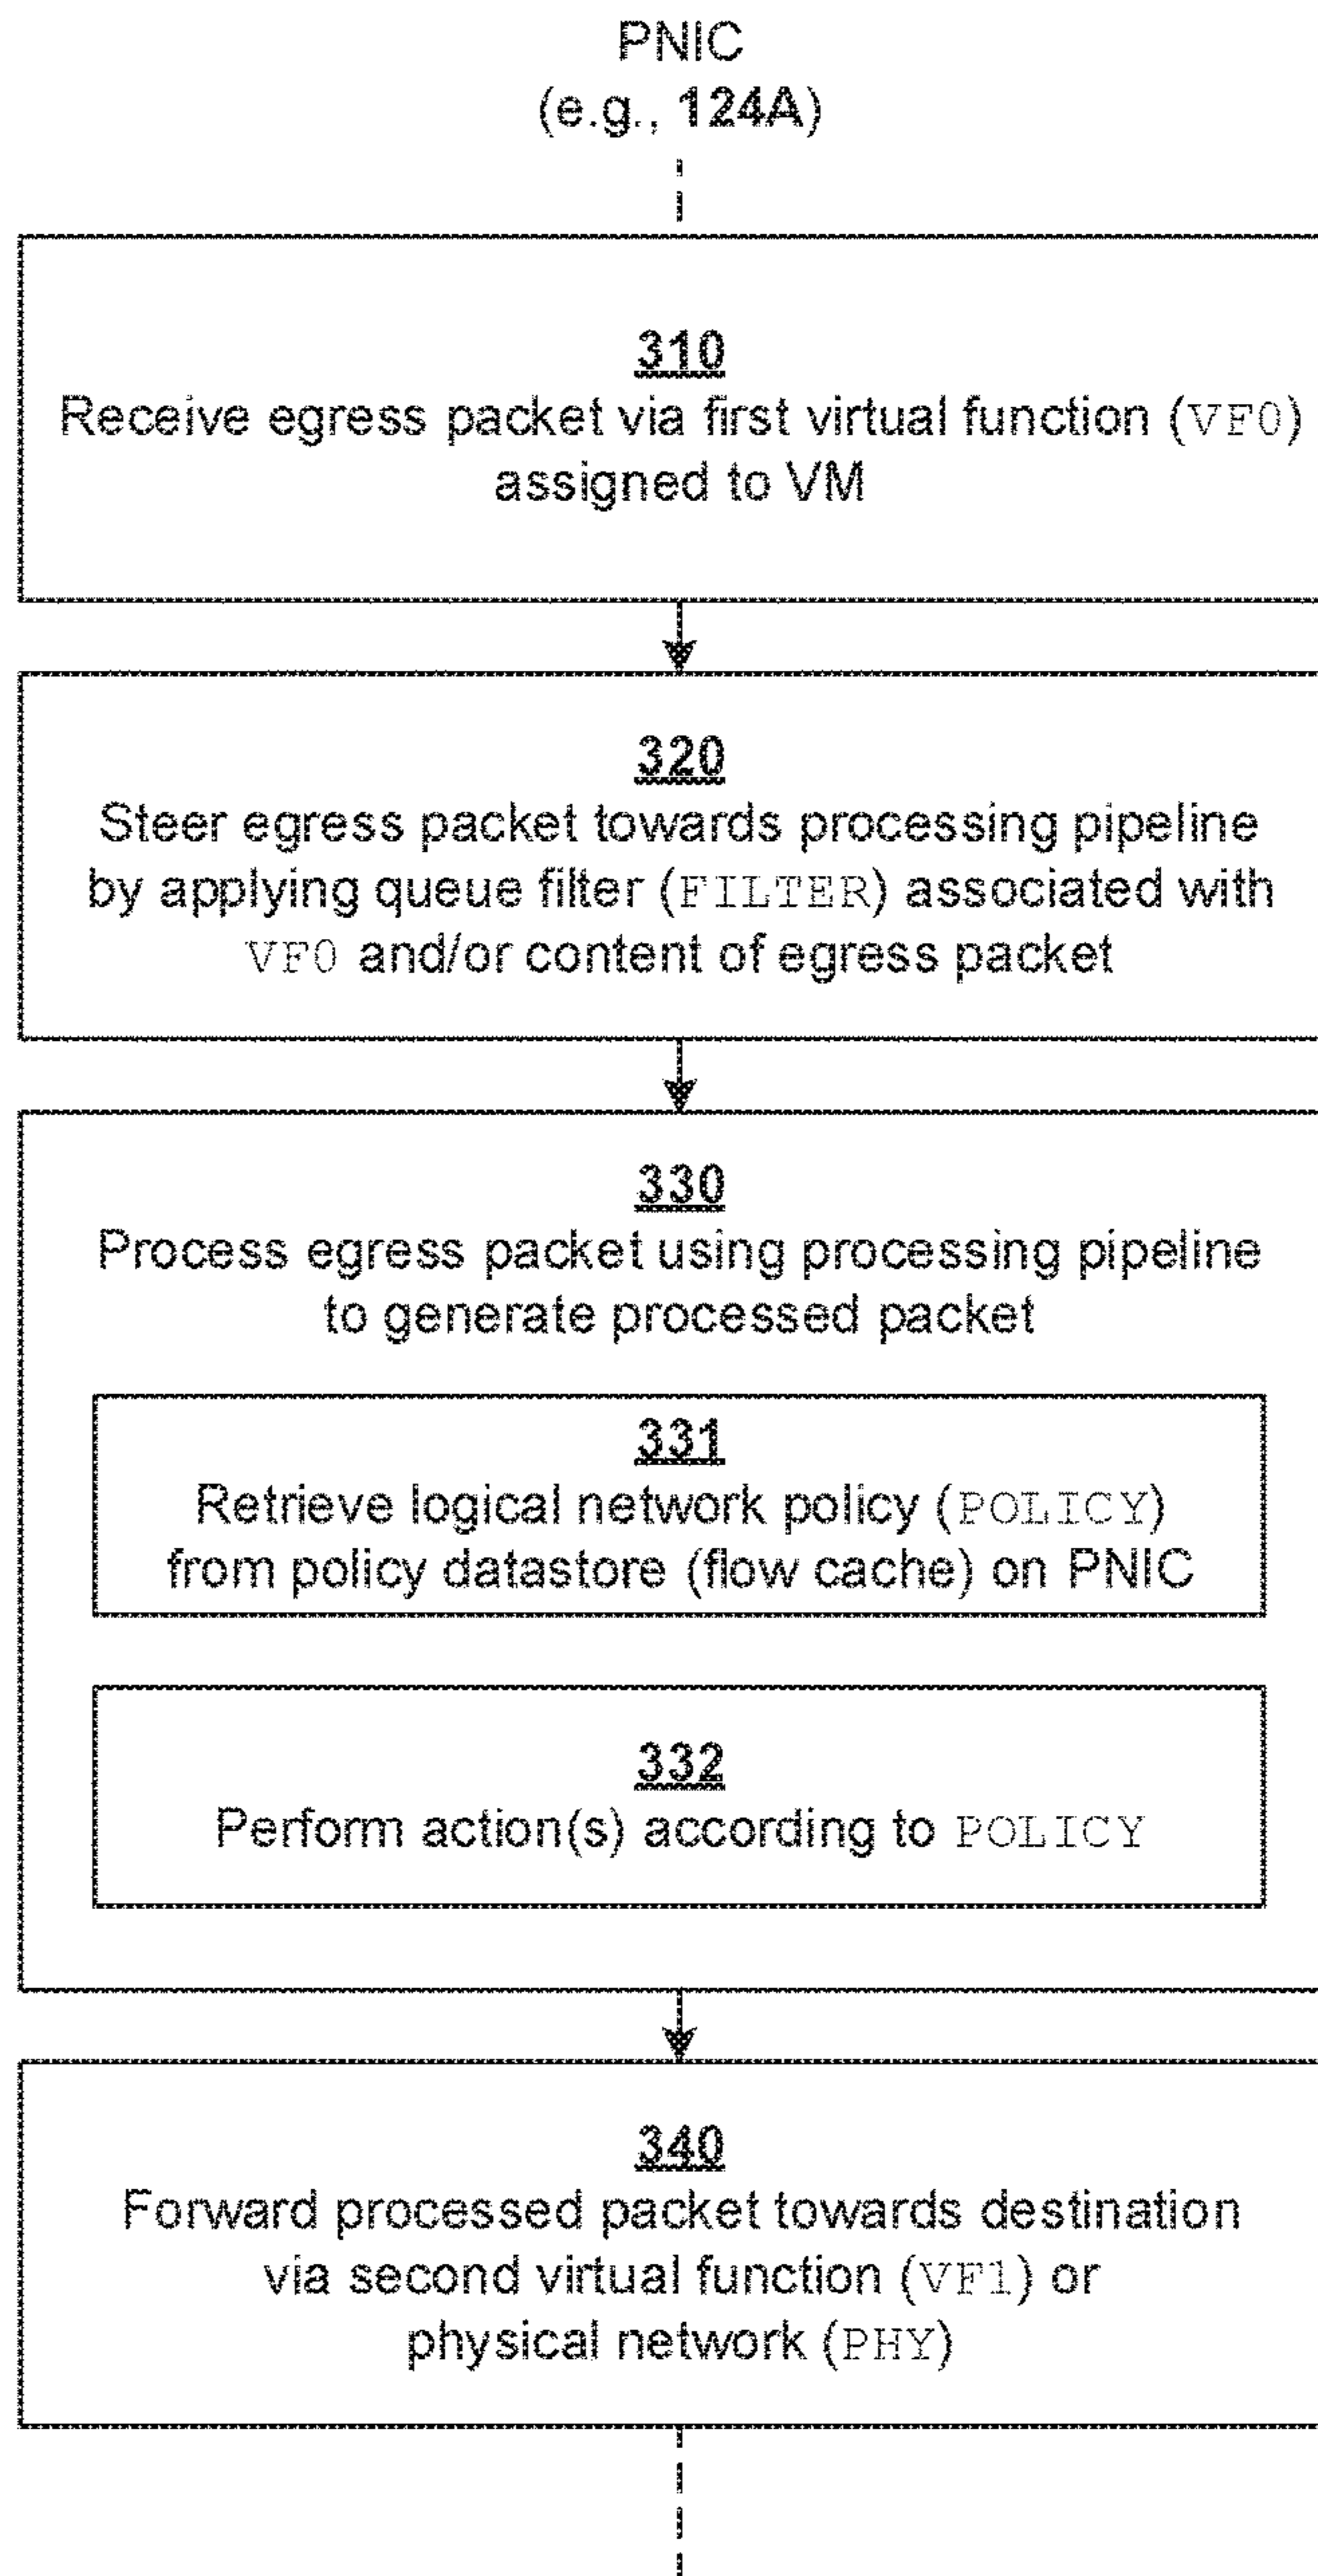 PNIC
(e.g., 124A)
310
Receive egress packet via first virtual function (VF0)
assigned to VM
320
Steer egress packet towards processing pipeline
by applying queue filter (FILTER) associated with
VF0 and/or content of egress packet
330
Process egress packet using processing pipeline
to generate processed packet
331
Retrieve logical network policy (POLICY)
from policy datastore (flow cache) on PNIC
332
Perform action(s) according to POLICY
340
Forward processed packet towards destination
via second virtual function (VF1) or
physical network (PHY)